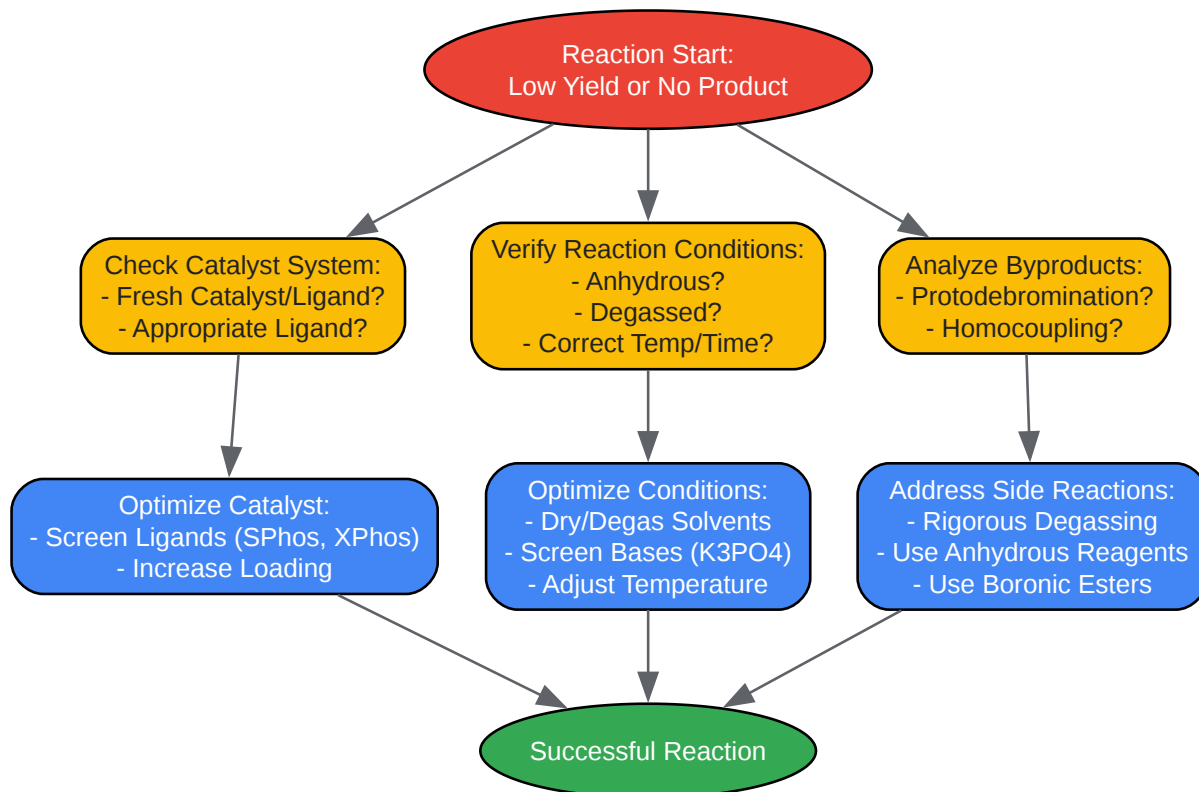 Reaction Start:
Low Yield or No Product
Check Catalyst System:
- Fresh Catalyst/Ligand?
- Appropriate Ligand?
Verify Reaction Conditions:
- Anhydrous?
- Degassed?
- Correct Temp/Time?
Analyze Byproducts:
- Protodebromination?
- Homocoupling?
Optimize Catalyst:
- Screen Ligands (SPhos, XPhos)
- Increase Loading
Optimize Conditions:
- Dry/Degas Solvents
- Screen Bases (K3PO4)
- Adjust Temperature
Address Side Reactions:
- Rigorous Degassing
- Use Anhydrous Reagents
- Use Boronic Esters
Successful Reaction